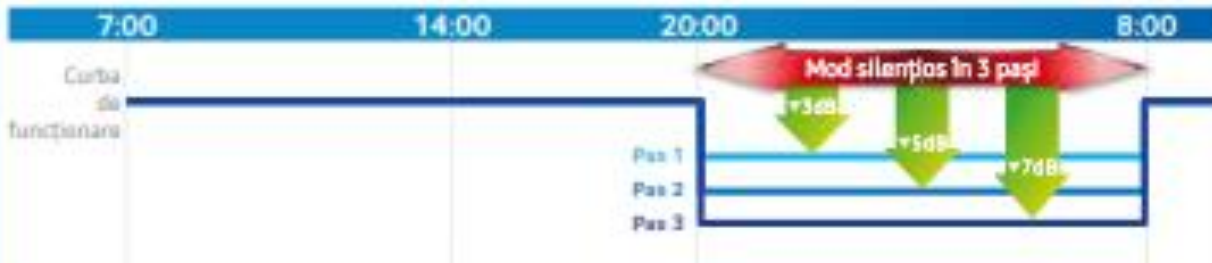 7:00 14:00 20:00 8:00
Mod silențios în 3 pași
Curba
de
funcționare
▼3dB
▼5dB
▼7dB
Pas 1
Pas 2
Pas 3